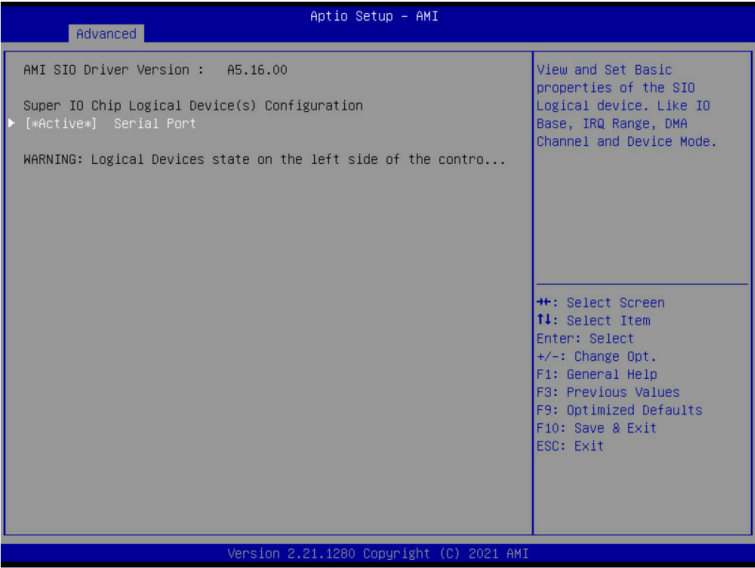 Aptio Setup - AMI
Advanced
AMI SIO Driver Version :   A5.16.00
Super IO Chip Logical Device(s) Configuration
[*Active*]  Serial Port
WARNING: Logical Devices state on the left side of the contro...
View and Set Basic
properties of the SIO
Logical device. Like IO
Base, IRQ Range, DMA
Channel and Device Mode.
→←: Select Screen
↑↓: Select Item
Enter: Select
+/-: Change Opt.
F1: General Help
F3: Previous Values
F9: Optimized Defaults
F10: Save & Exit
ESC: Exit
Version 2.21.1280 Copyright (C) 2021 AMI